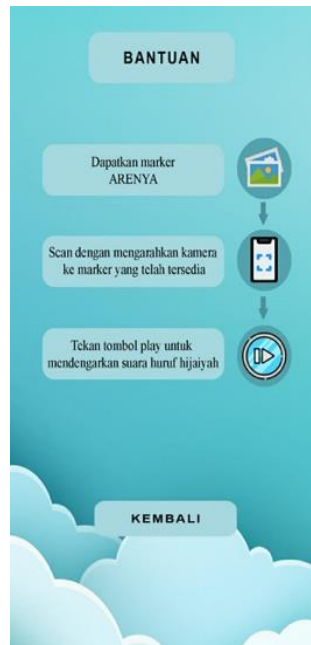 BANTUAN
Dapatkan marker
ARENYA
Scan dengan mengarahkan kamera
ke marker yang telah tersedia
Tekan tombol play untuk
mendengarkan suara huruf hijaiyah
KEMBALI